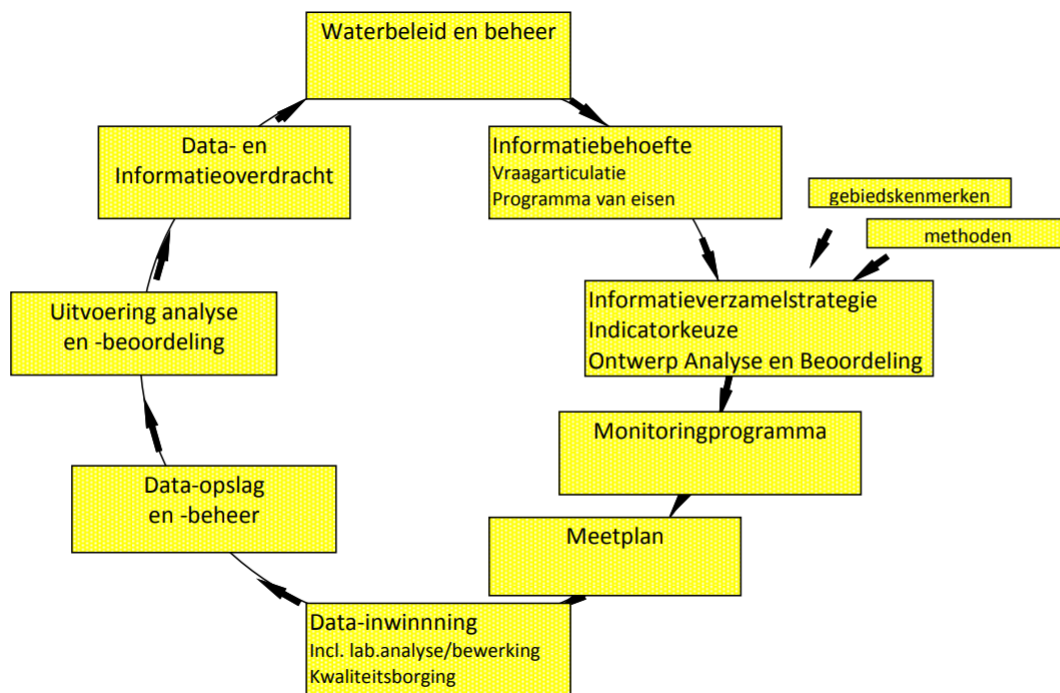 Waterbeleid en beheer
Data- en
Informatieoverdracht
Informatiebehoefte
Vraagarticulatie
Programma van eisen
gebiedskenmerken
methoden
Uitvoering analyse
en -beoordeling
Informatieverzamelstrategie
Indicatorkeuze
Ontwerp Analyse en Beoordeling
Monitoringprogramma
Data-opslag
en -beheer
Meetplan
Data-inwinnning
Incl. lab.analyse/bewerking
Kwaliteitsborging